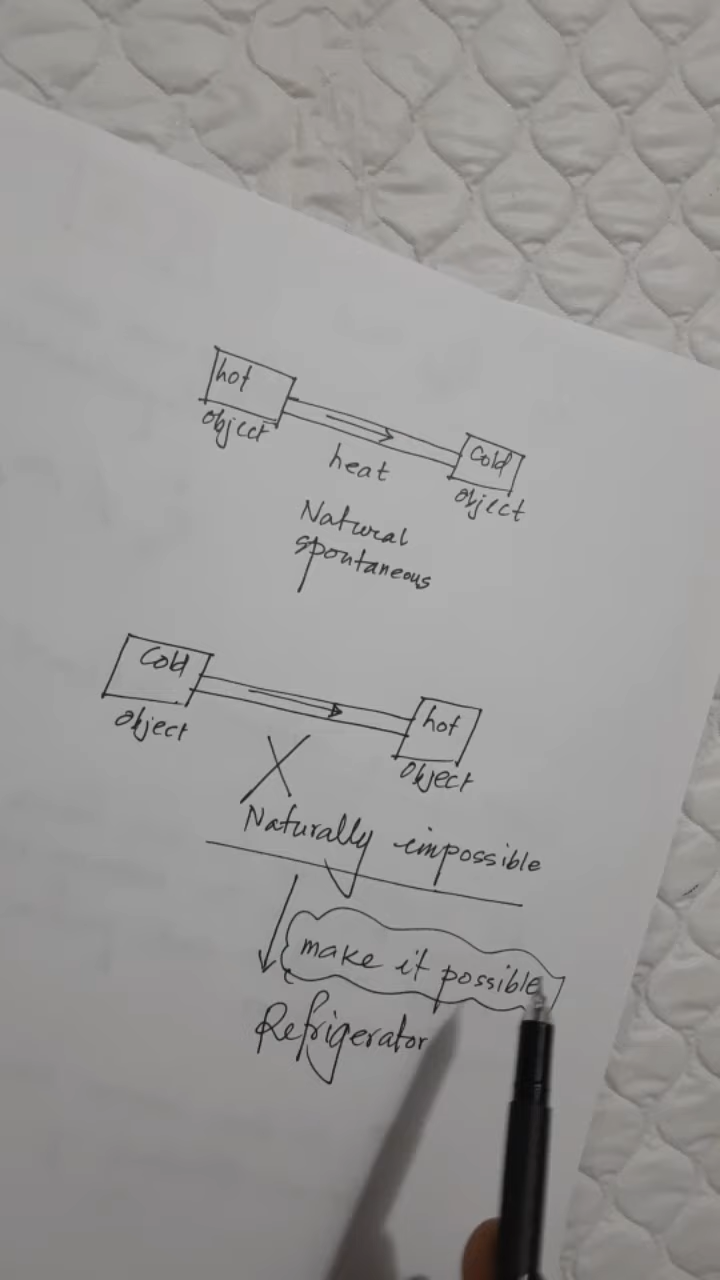 hot
object
heat
Cold
object
Natural
spontaneous
Cold
object
hot
object
X
Naturally impossible
make it possible
Refrigerator